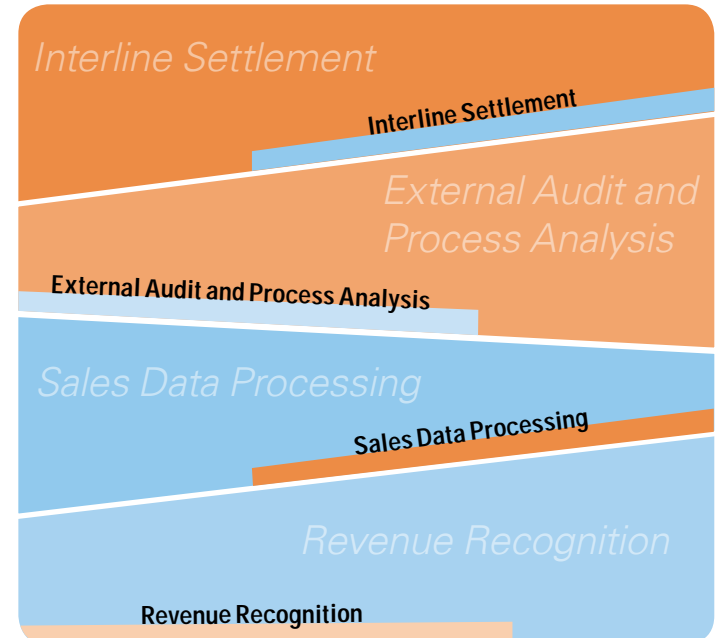 Interline Settlement
Interline Settlement
External Audit and
Process Analysis
External Audit and Process Analysis
Sales Data Processing
Sales Data Processing
Revenue Recognition
Revenue Recognition